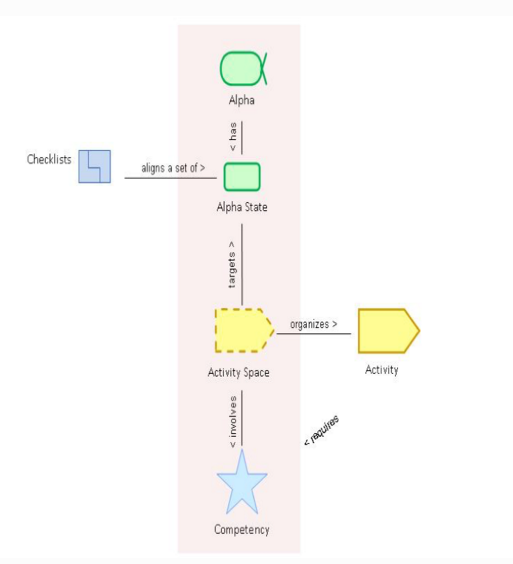 Alpha
< has
Checklists
aligns a set of >
Alpha State
targets >
organizes >
Activity Space
Activity
< involves
< requires
Competency